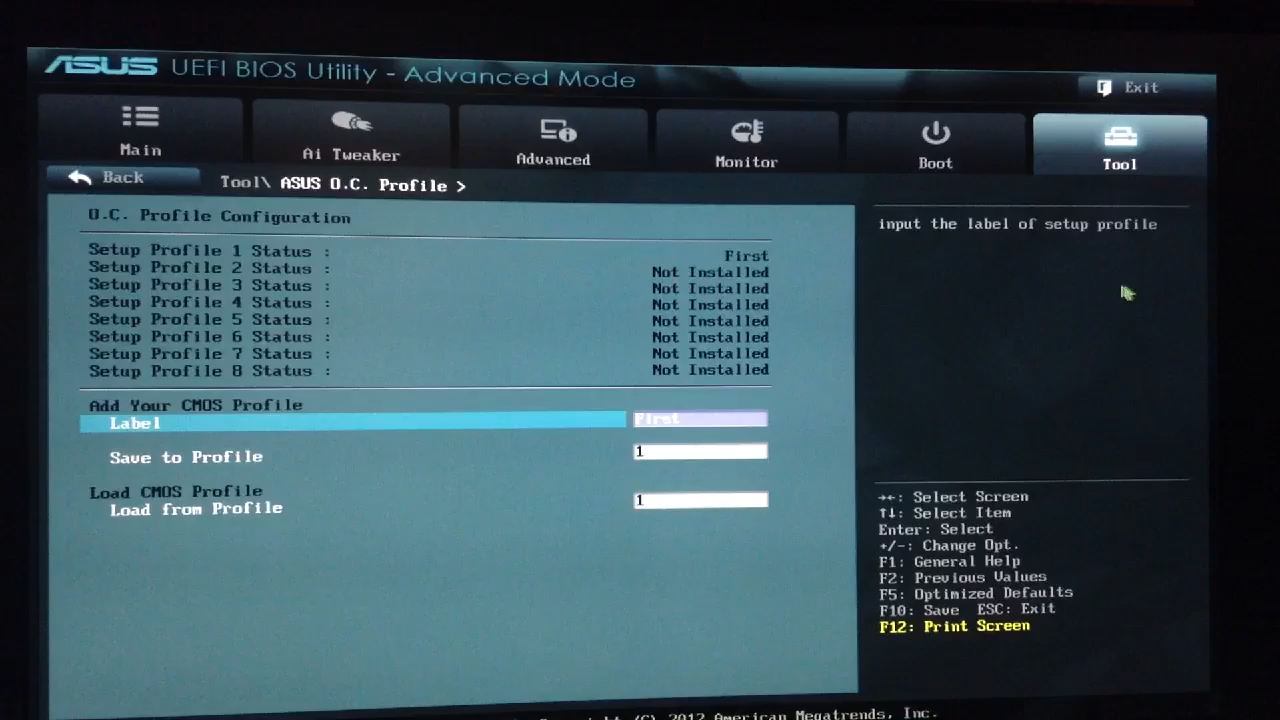 ASUS UEFI BIOS Utility - Advanced Mode
Exit
Main
Ai Tweaker
Advanced
Monitor
Boot
Tool
Back
Tool\ ASUS O.C. Profile >
O.C. Profile Configuration
Setup Profile 1 Status : First
Setup Profile 2 Status : Not Installed
Setup Profile 3 Status : Not Installed
Setup Profile 4 Status : Not Installed
Setup Profile 5 Status : Not Installed
Setup Profile 6 Status : Not Installed
Setup Profile 7 Status : Not Installed
Setup Profile 8 Status : Not Installed
Add Your CMOS Profile
Label First
Save to Profile 1
Load CMOS Profile
Load from Profile 1
input the label of setup profile
→←: Select Screen
↑↓: Select Item
Enter: Select
+/-: Change Opt.
F1: General Help
F2: Previous Values
F5: Optimized Defaults
F10: Save ESC: Exit
F12: Print Screen
(C) 2012 American Megatrends, Inc.